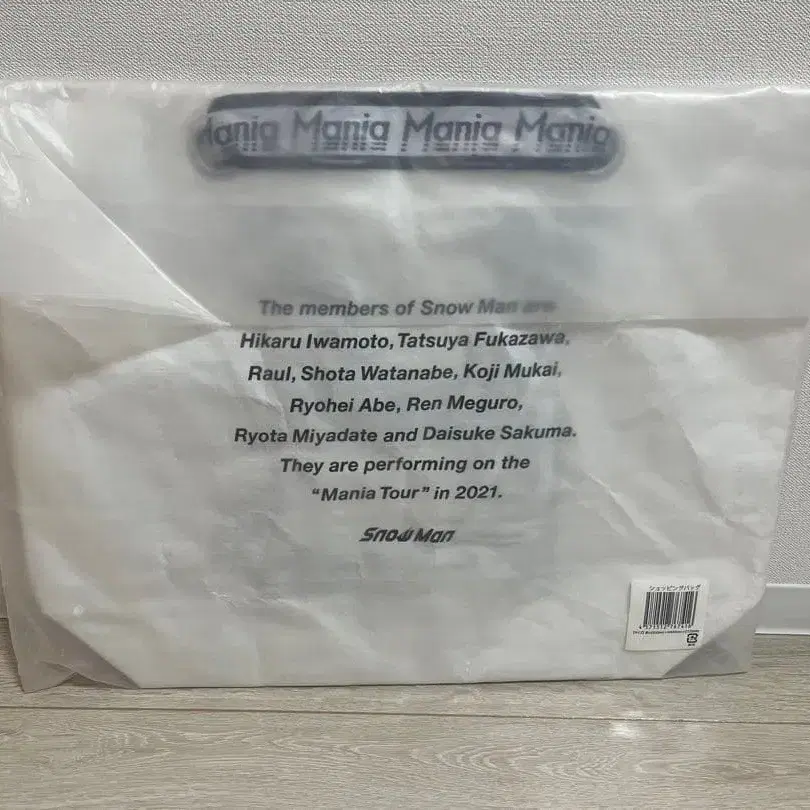 Mania Mania Mania Mania
The members of Snow Man are
Hikaru Iwamoto, Tatsuya Fukazawa,
Raul, Shota Watanabe, Koji Mukai,
Ryohei Abe, Ren Meguro,
Ryota Miyadate and Daisuke Sakuma.
They are performing on the
“Mania Tour” in 2021.
Snow Man
ショッピングバッグ